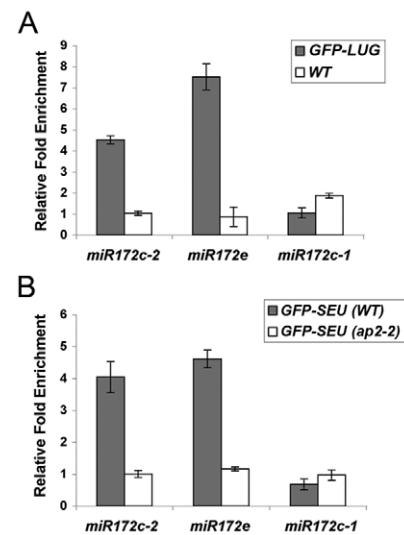 A
Relative Fold Enrichment
9
8
7
6
5
4
3
2
1
0
GFP-LUG
WT
miR172c-2 miR172e miR172c-1
B
Relative Fold Enrichment
6
5
4
3
2
1
0
GFP-SEU (WT)
GFP-SEU (ap2-2)
miR172c-2 miR172e miR172c-1